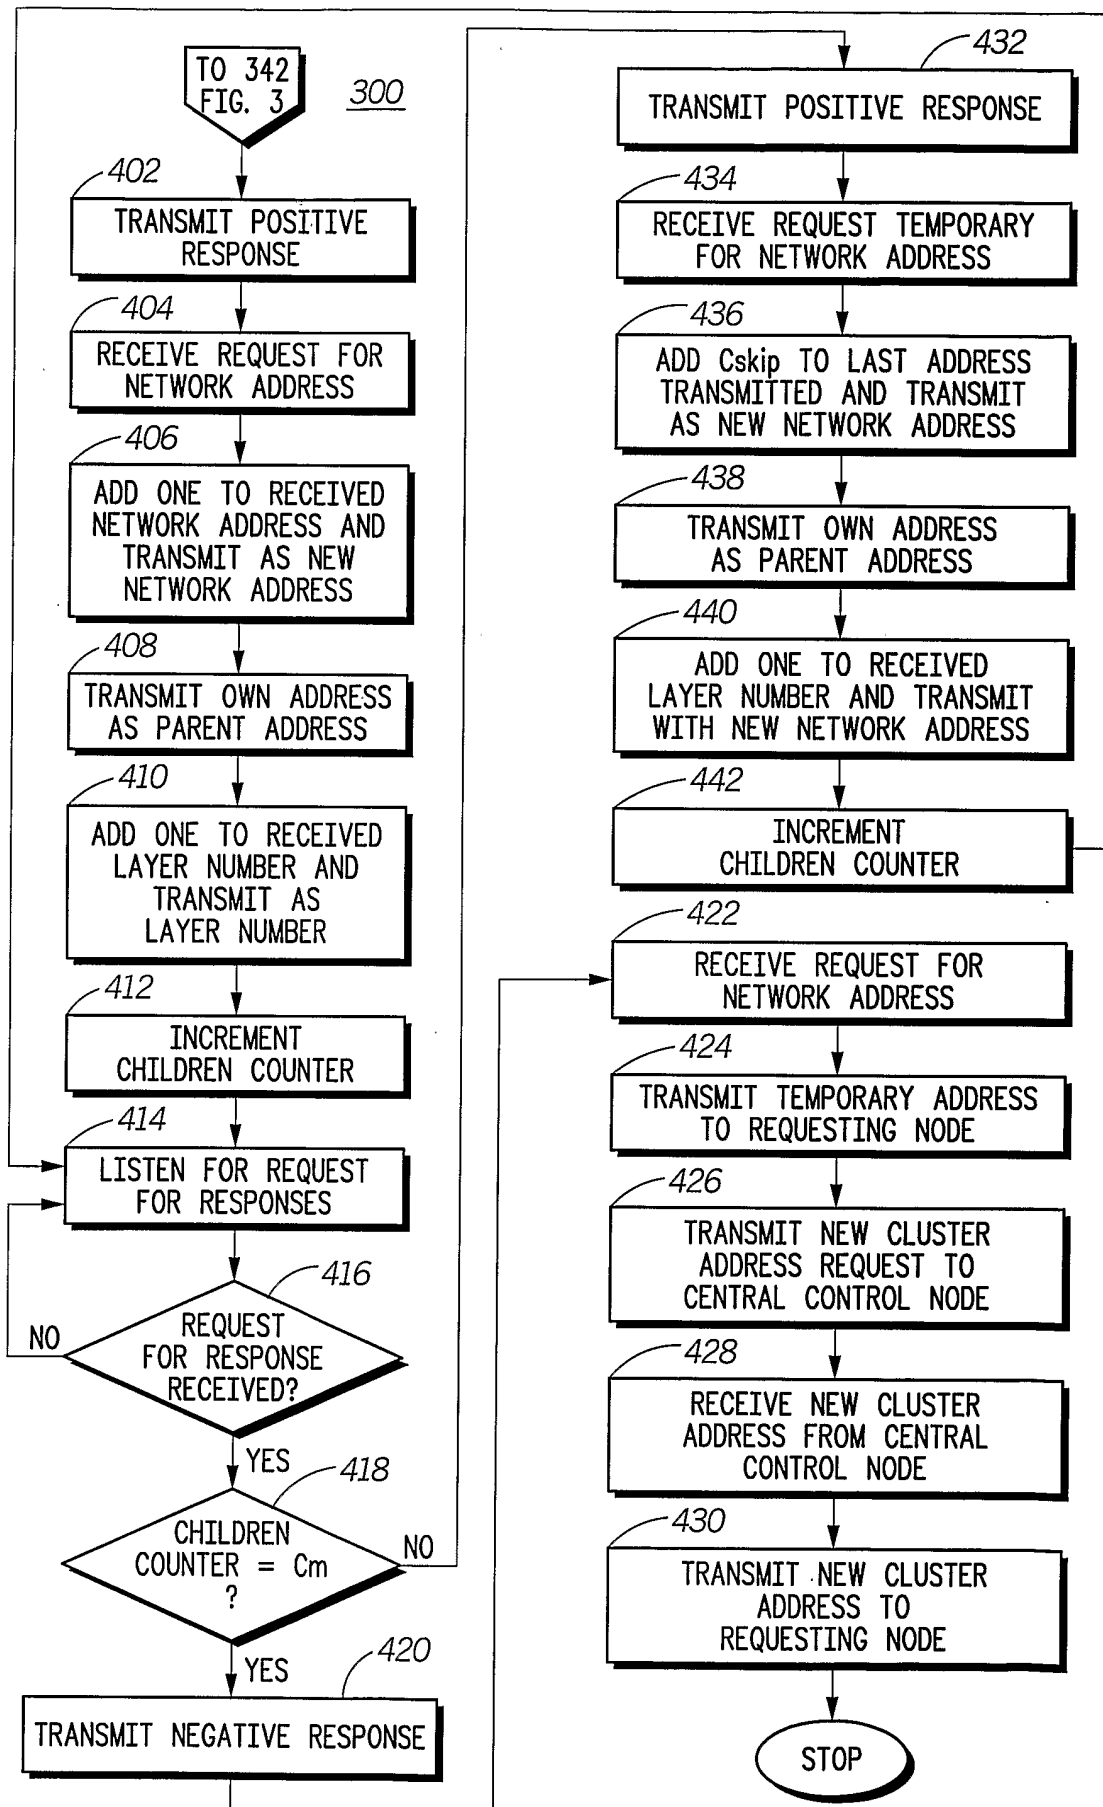 TO 342
FIG. 3
300
402
TRANSMIT POSITIVE
RESPONSE
404
RECEIVE REQUEST FOR
NETWORK ADDRESS
406
ADD ONE TO RECEIVED
NETWORK ADDRESS AND
TRANSMIT AS NEW
NETWORK ADDRESS
408
TRANSMIT OWN ADDRESS
AS PARENT ADDRESS
410
ADD ONE TO RECEIVED
LAYER NUMBER AND
TRANSMIT AS
LAYER NUMBER
412
INCREMENT
CHILDREN COUNTER
414
LISTEN FOR REQUEST
FOR RESPONSES
416
REQUEST
FOR RESPONSE
RECEIVED?
NO
YES
418
CHILDREN
COUNTER = Cm
?
NO
YES
420
TRANSMIT NEGATIVE RESPONSE
432
TRANSMIT POSITIVE RESPONSE
434
RECEIVE REQUEST TEMPORARY
FOR NETWORK ADDRESS
436
ADD Cskip TO LAST ADDRESS
TRANSMITTED AND TRANSMIT
AS NEW NETWORK ADDRESS
438
TRANSMIT OWN ADDRESS
AS PARENT ADDRESS
440
ADD ONE TO RECEIVED
LAYER NUMBER AND TRANSMIT
WITH NEW NETWORK ADDRESS
442
INCREMENT
CHILDREN COUNTER
422
RECEIVE REQUEST FOR
NETWORK ADDRESS
424
TRANSMIT TEMPORARY ADDRESS
TO REQUESTING NODE
426
TRANSMIT NEW CLUSTER
ADDRESS REQUEST TO
CENTRAL CONTROL NODE
428
RECEIVE NEW CLUSTER
ADDRESS FROM CENTRAL
CONTROL NODE
430
TRANSMIT NEW CLUSTER
ADDRESS TO
REQUESTING NODE
STOP